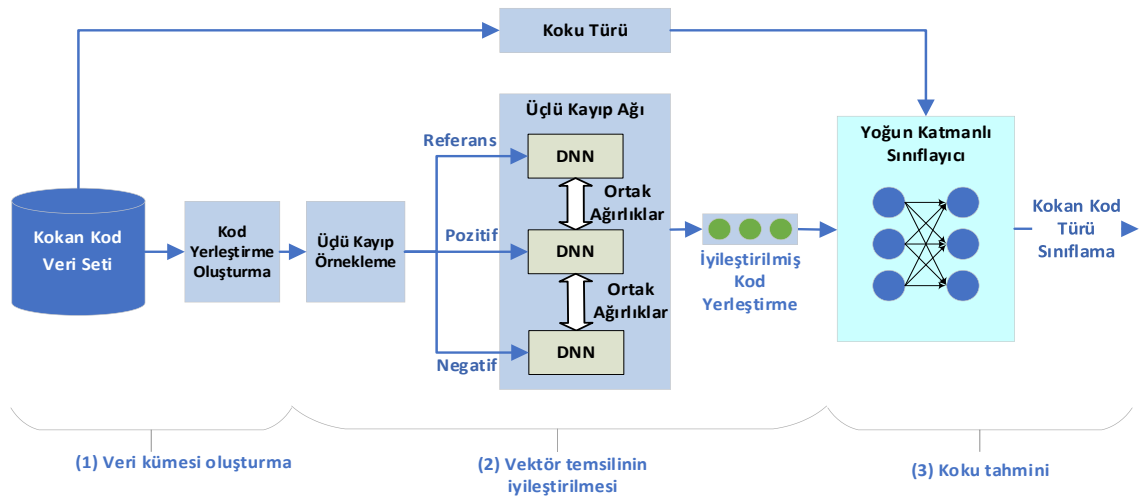 Koku Türü
Üçlü Kayıp Ağı
Yoğun Katmanlı
Sınıflayıcı
Referans
DNN
Ortak
Ağırlıklar
Kokan Kod
Veri Seti
Kod
Yerleştirme
Oluşturma
Üçlü Kayıp
Örnekleme
Pozitif
DNN
İyileştirilmiş
Kod
Yerleştirme
Kokan Kod
Türü
Sınıflama
Ortak
Ağırlıklar
Negatif
DNN
(1) Veri kümesi oluşturma
(2) Vektör temsilinin
iyileştirilmesi
(3) Koku tahmini